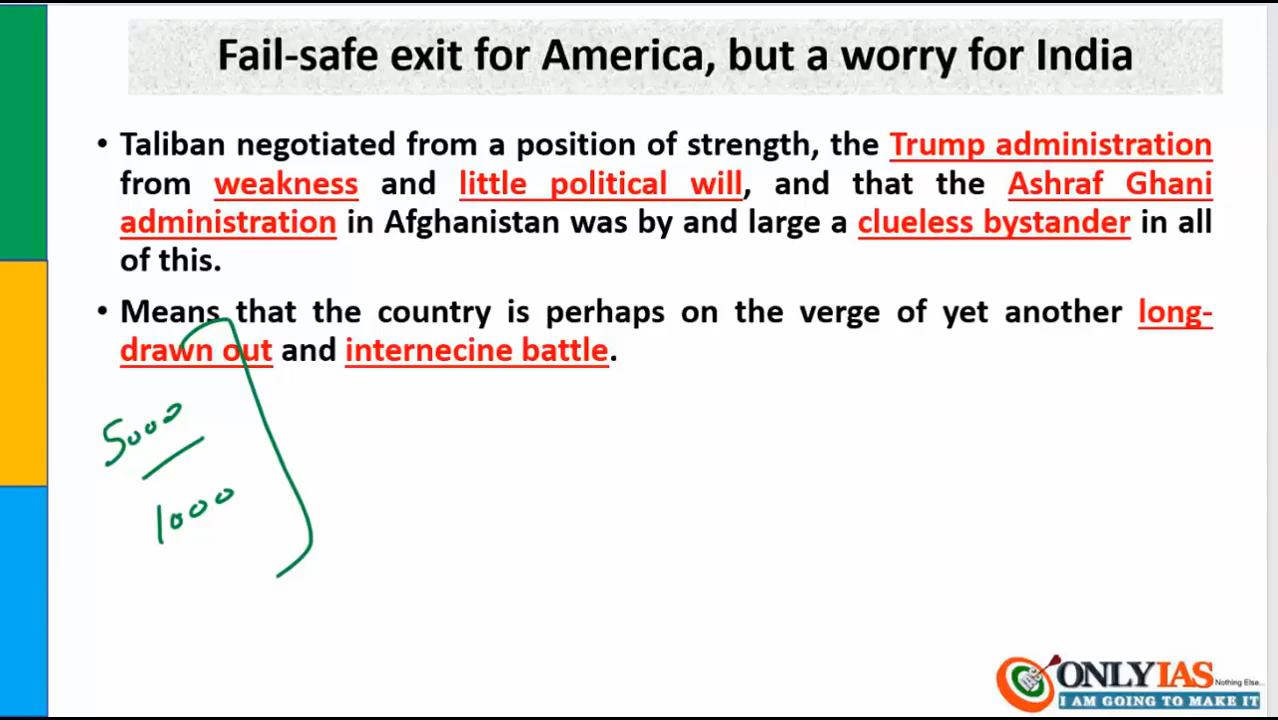 Fail-safe exit for America, but a worry for India
• Taliban negotiated from a position of strength, the Trump administration
from weakness and little political will, and that the Ashraf Ghani
administration in Afghanistan was by and large a clueless bystander in all
of this.
• Means that the country is perhaps on the verge of yet another long-
drawn out and internecine battle.
5000
1000
ONLYIAS Nothing Else...
I AM GOING TO MAKE IT